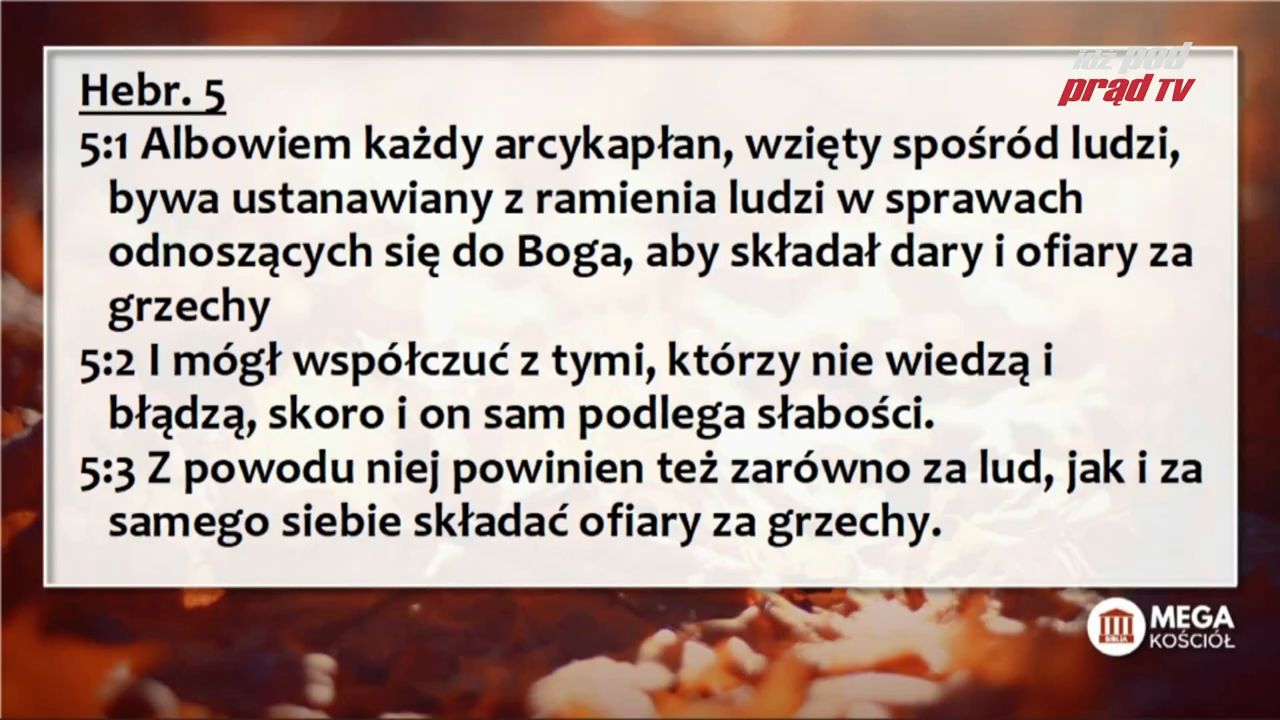 idź pod
prąd TV
Hebr. 5
5:1 Albowiem każdy arcykapłan, wzięty spośród ludzi,
bywa ustanawiany z ramienia ludzi w sprawach
odnoszących się do Boga, aby składał dary i ofiary za
grzechy
5:2 I mógł współczuć z tymi, którzy nie wiedzą i
błądzą, skoro i on sam podlega słabości.
5:3 Z powodu niej powinien też zarówno za lud, jak i za
samego siebie składać ofiary za grzechy.
BIBLIA
MEGA
KOŚCIÓŁ